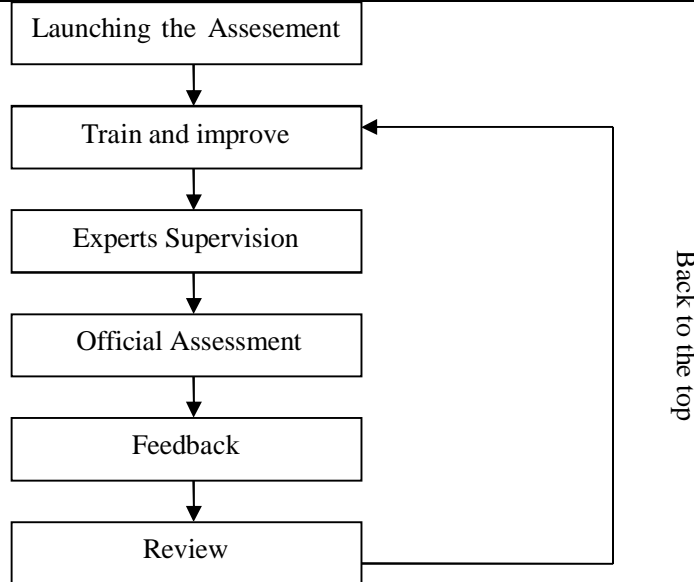 Launching the Assesement
Train and improve
Experts Supervision
Official Assessment
Feedback
Review
Back to the top